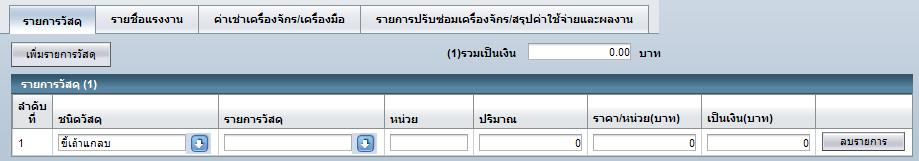 รายการวัสดุ รายชื่อแรงงาน ค่าเช่าเครื่องจักร/เครื่องมือ รายการปรับซ่อมเครื่องจักร/สรุปค่าใช้จ่ายและผลงาน
เพิ่มรายการวัสดุ (1)รวมเป็นเงิน 0.00 บาท
รายการวัสดุ (1)
ลำดับที่ ชนิดวัสดุ รายการวัสดุ หน่วย ปริมาณ ราคา/หน่วย(บาท) เป็นเงิน(บาท)
1 ขี้เถ้าแกลบ 0 0 0 ลบรายการ